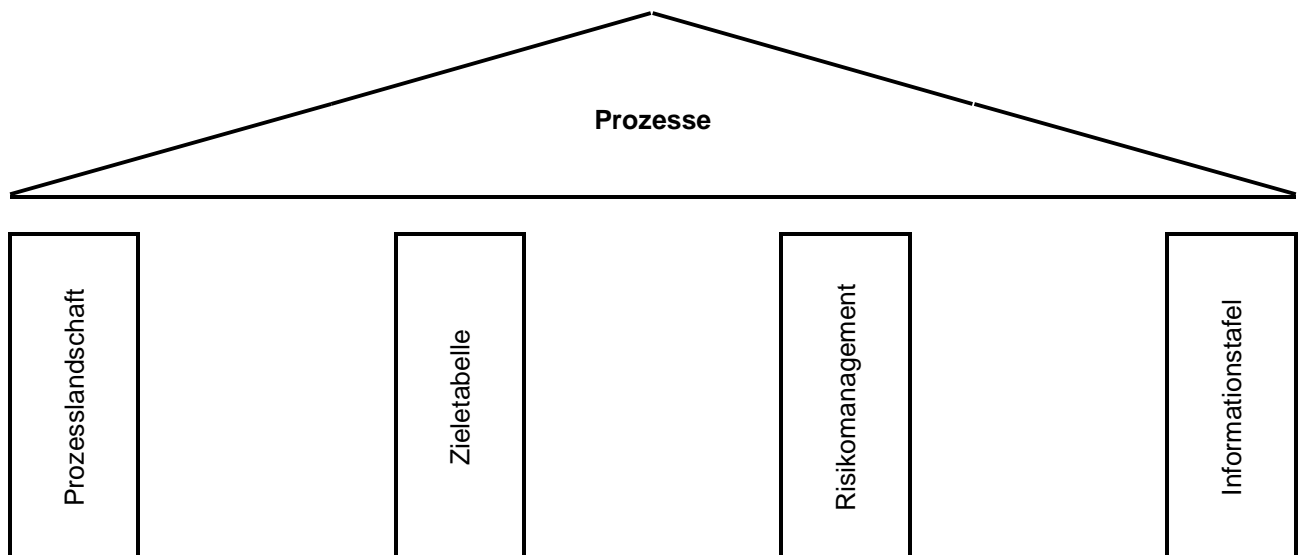 Prozesse
Prozesslandschaft
Zieletabelle
Risikomanagement
Informationstafel